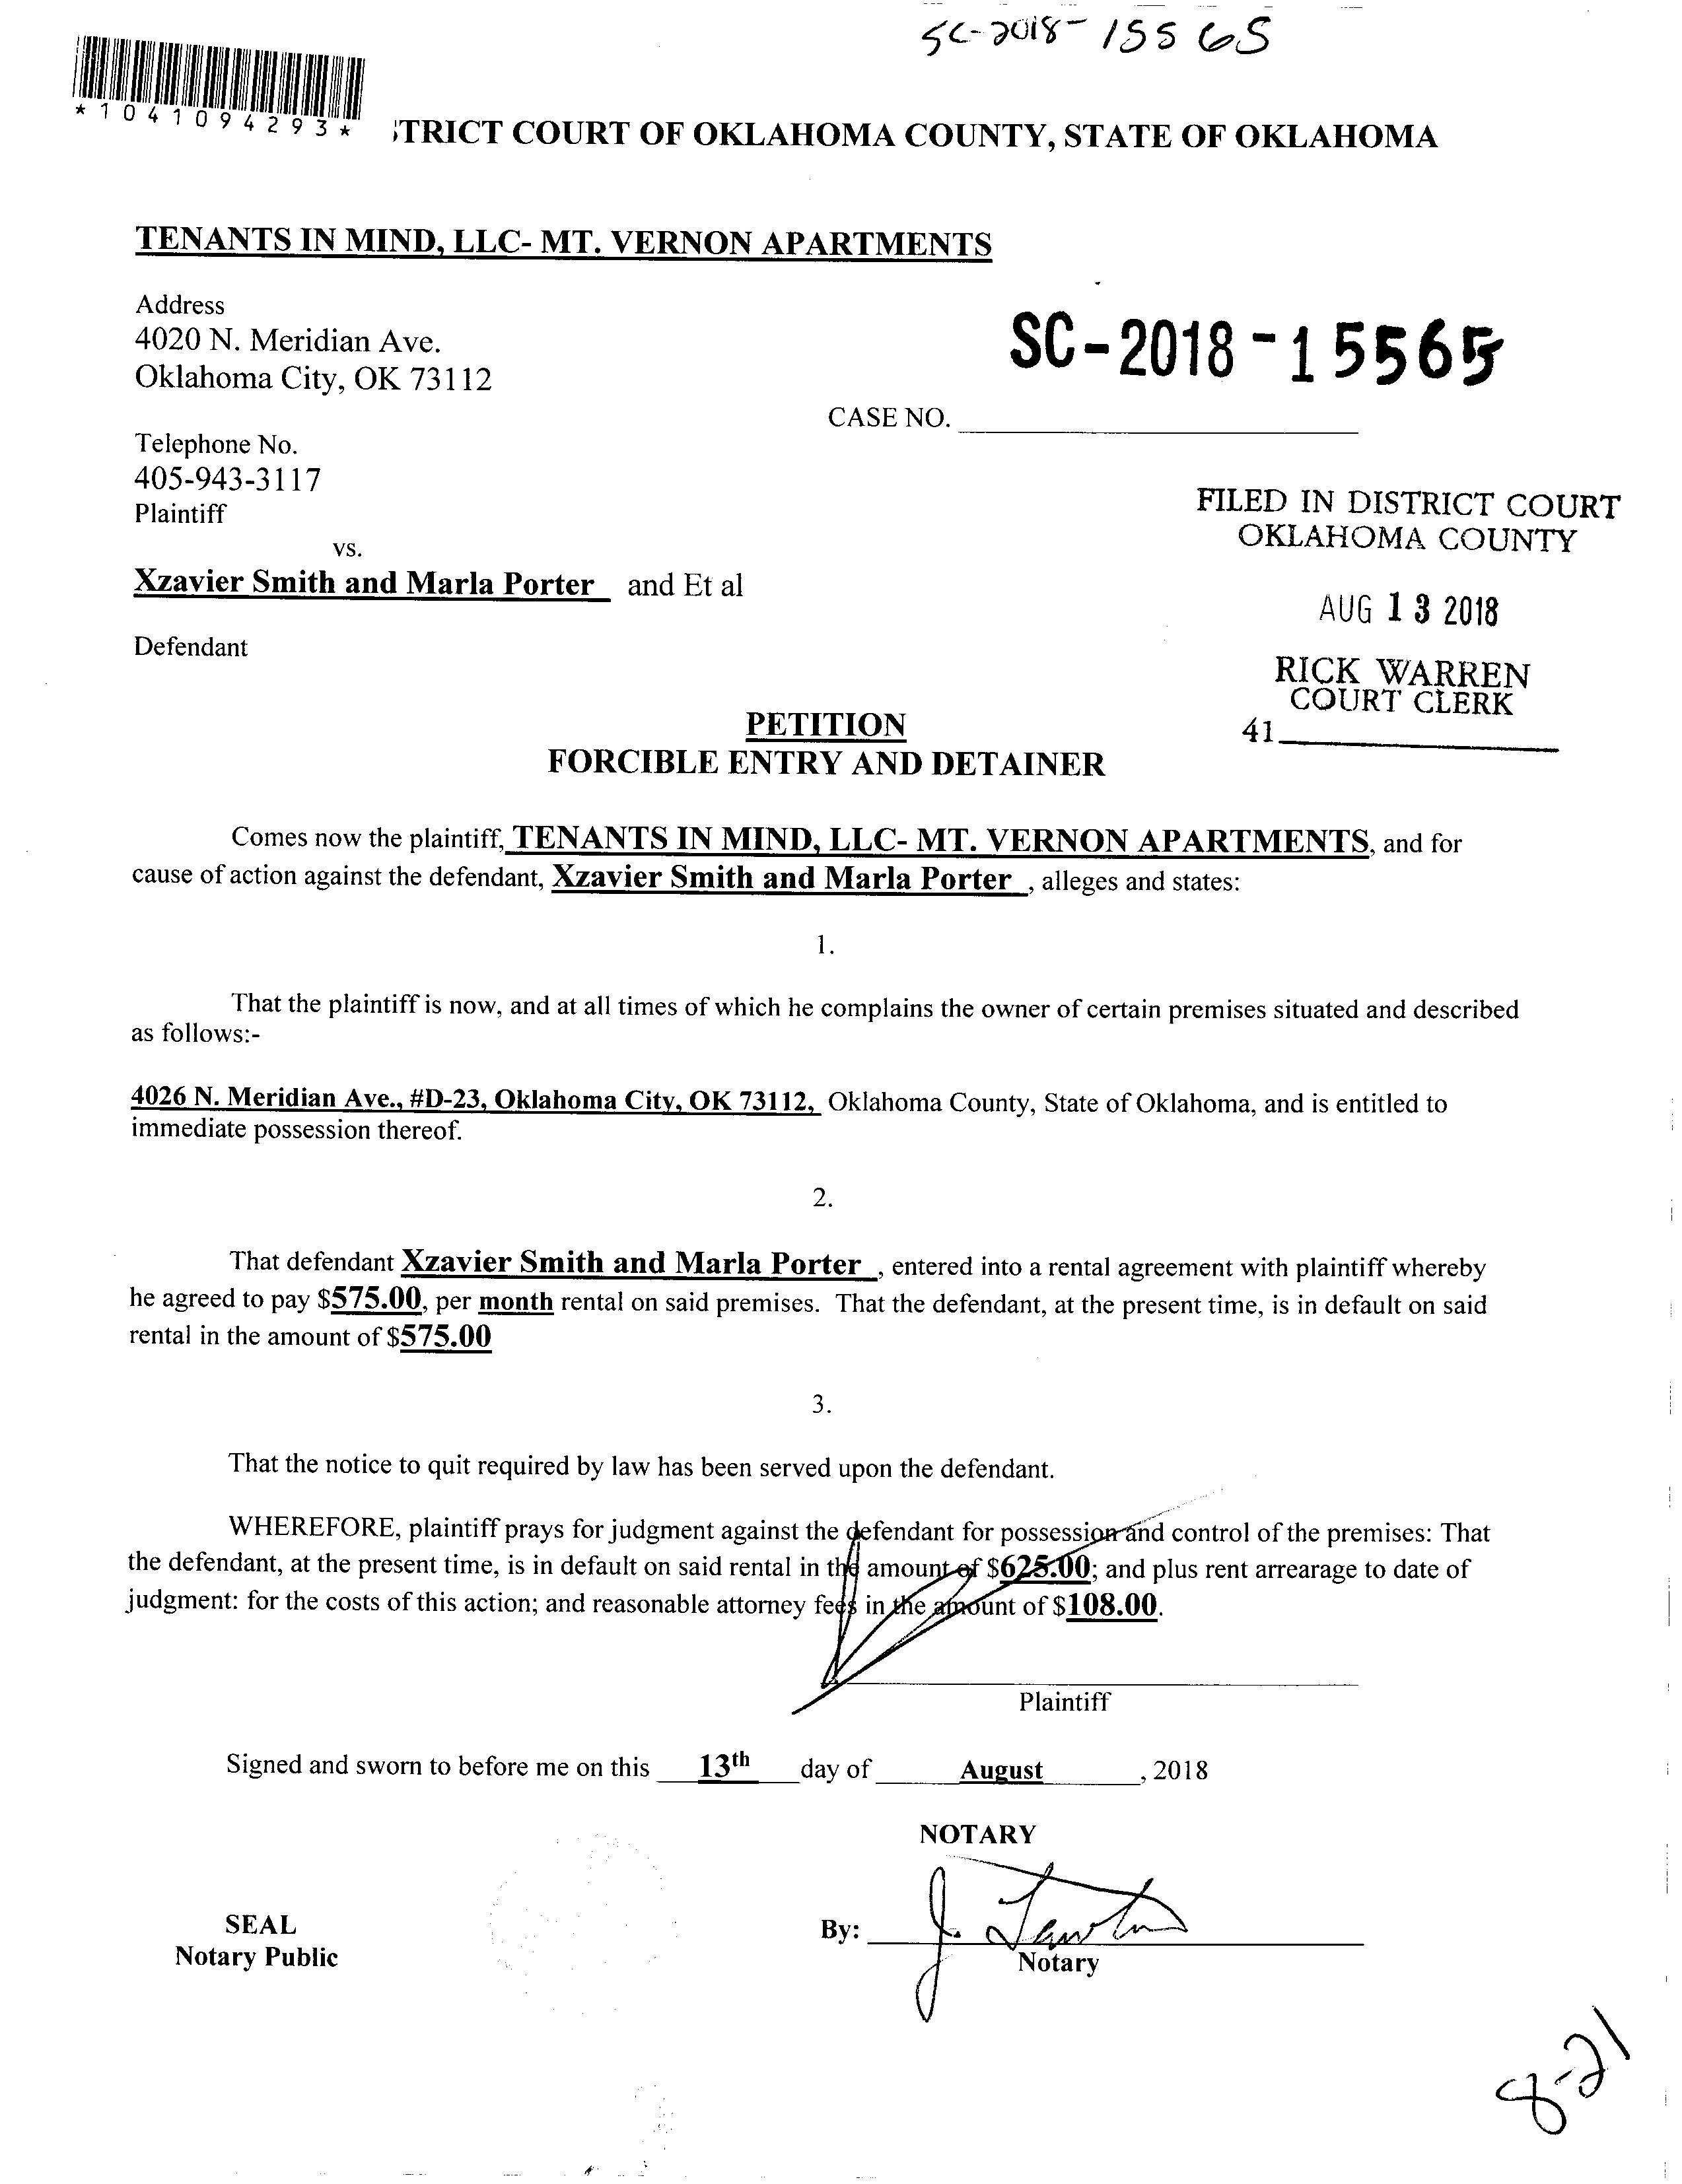 SC-2018-15565
*1041094293*
TRICT COURT OF OKLAHOMA COUNTY, STATE OF OKLAHOMA
TENANTS IN MIND, LLC- MT. VERNON APARTMENTS
Address
4020 N. Meridian Ave.
Oklahoma City, OK 73112
SC-2018-15565
CASE NO.
Telephone No.
405-943-3117
Plaintiff
FILED IN DISTRICT COURT
OKLAHOMA COUNTY
vs.
Xzavier Smith and Marla Porter and Et al
AUG 13 2018
Defendant
RICK WARREN
COURT CLERK
41
PETITION
FORCIBLE ENTRY AND DETAINER
Comes now the plaintiff, TENANTS IN MIND, LLC- MT. VERNON APARTMENTS, and for
cause of action against the defendant, Xzavier Smith and Marla Porter , alleges and states:
1.
That the plaintiff is now, and at all times of which he complains the owner of certain premises situated and described
as follows:-
4026 N. Meridian Ave., #D-23, Oklahoma City, OK 73112, Oklahoma County, State of Oklahoma, and is entitled to
immediate possession thereof.
2.
That defendant Xzavier Smith and Marla Porter , entered into a rental agreement with plaintiff whereby
he agreed to pay $575.00, per month rental on said premises. That the defendant, at the present time, is in default on said
rental in the amount of $575.00
3.
That the notice to quit required by law has been served upon the defendant.
WHEREFORE, plaintiff prays for judgment against the defendant for possession and control of the premises: That
the defendant, at the present time, is in default on said rental in the amount of $625.00; and plus rent arrearage to date of
judgment: for the costs of this action; and reasonable attorney fees in the amount of $108.00.
Plaintiff
Signed and sworn to before me on this 13th day of August , 2018
NOTARY
SEAL
Notary Public
By:
Notary
8-21